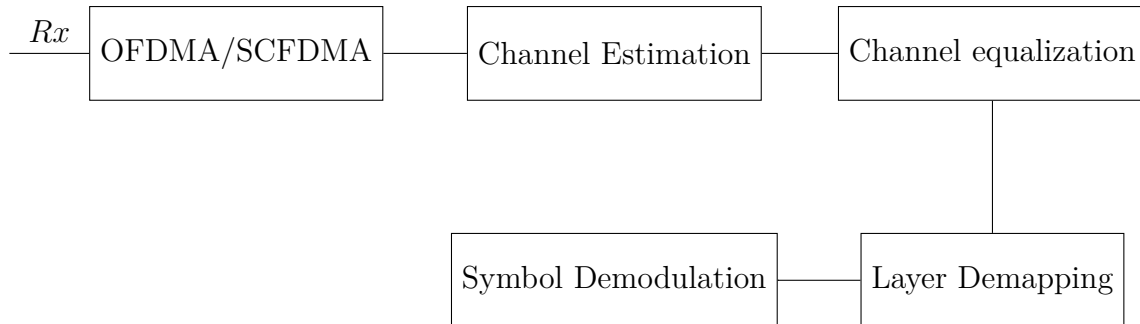 Rx
OFDMA/SCFDMA
Channel Estimation
Channel equalization
Symbol Demodulation
Layer Demapping